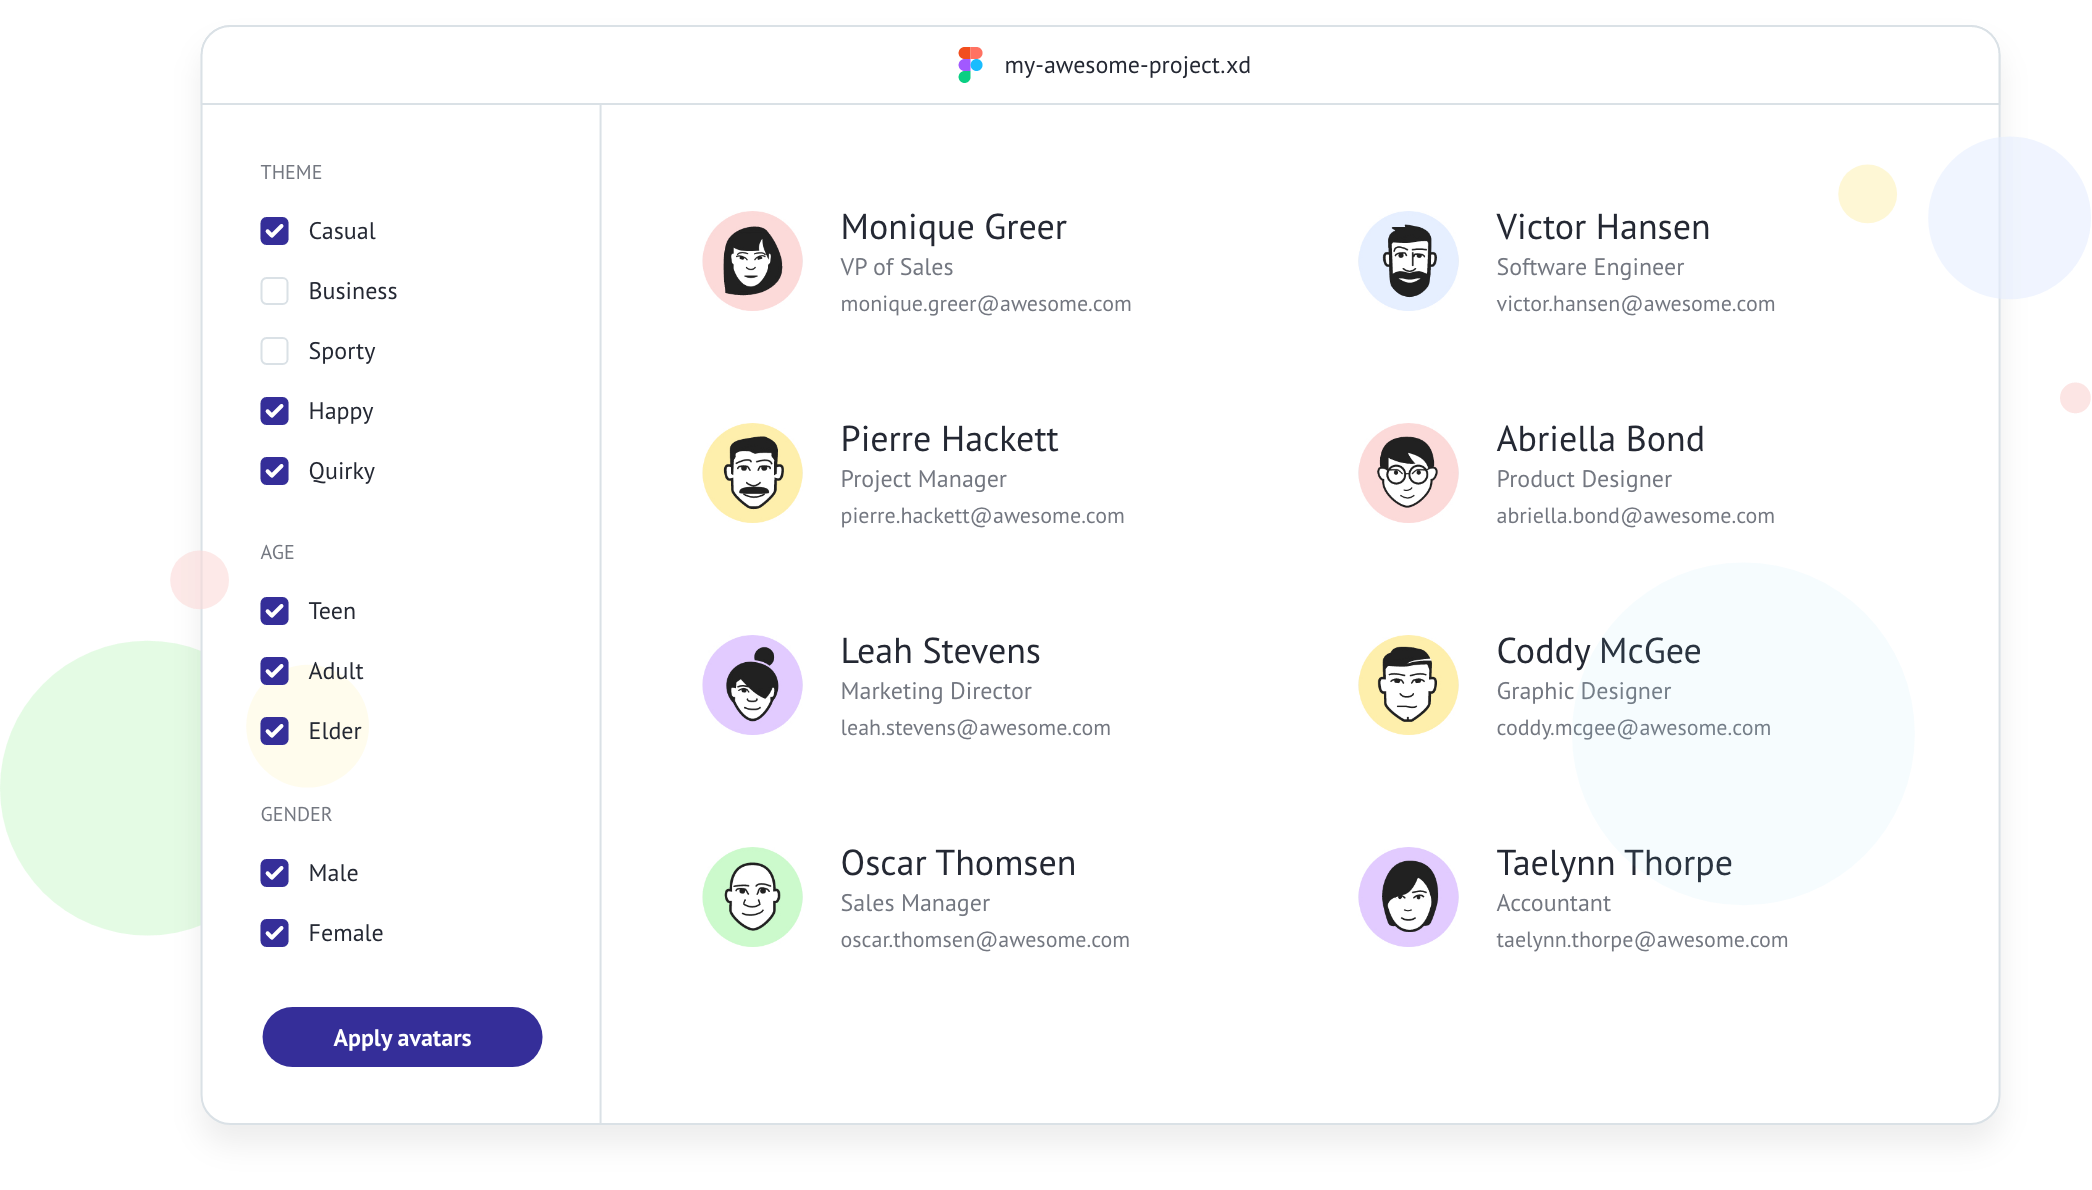 my-awesome-project.xd
THEME
Casual
Business
Sporty
Happy
Quirky
AGE
Teen
Adult
Elder
GENDER
Male
Female
Apply avatars
Monique Greer
VP of Sales
monique.greer@awesome.com
Victor Hansen
Software Engineer
victor.hansen@awesome.com
Pierre Hackett
Project Manager
pierre.hackett@awesome.com
Abriella Bond
Product Designer
abriella.bond@awesome.com
Leah Stevens
Marketing Director
leah.stevens@awesome.com
Coddy McGee
Graphic Designer
coddy.mcgee@awesome.com
Oscar Thomsen
Sales Manager
oscar.thomsen@awesome.com
Taelynn Thorpe
Accountant
taelynn.thorpe@awesome.com